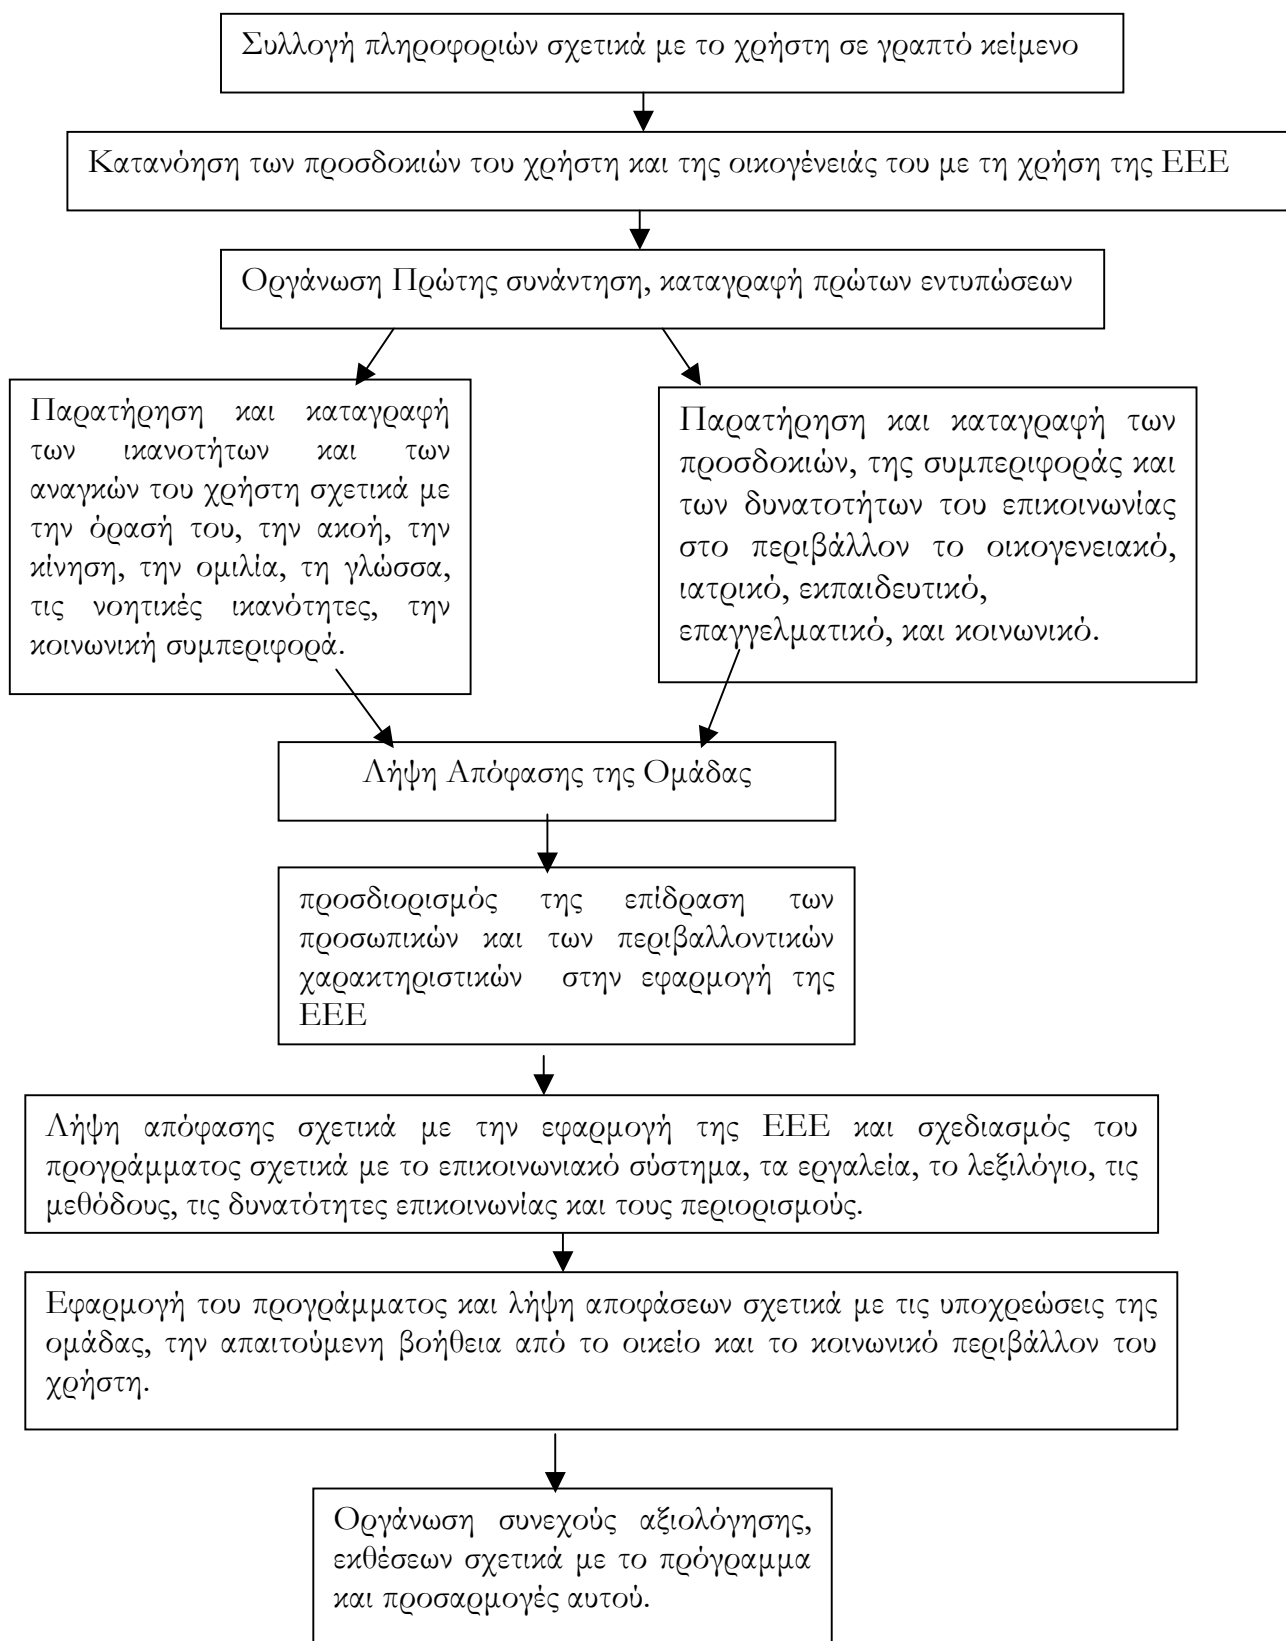 Συλλογή πληροφοριών σχετικά με το χρήστη σε γραπτό κείμενο
Κατανόηση των προσδοκιών του χρήστη και της οικογένειάς του με τη χρήση της ΕΕΕ
Οργάνωση Πρώτης συνάντηση, καταγραφή πρώτων εντυπώσεων
Παρατήρηση και καταγραφή
των ικανοτήτων και των
αναγκών του χρήστη σχετικά με
την όρασή του, την ακοή, την
κίνηση, την ομιλία, τη γλώσσα,
τις νοητικές ικανότητες, την
κοινωνική συμπεριφορά.
Παρατήρηση και καταγραφή των
προσδοκιών, της συμπεριφοράς και
των δυνατοτήτων του επικοινωνίας
στο περιβάλλον το οικογενειακό,
ιατρικό, εκπαιδευτικό,
επαγγελματικό, και κοινωνικό.
Λήψη Απόφασης της Ομάδας
προσδιορισμός της επίδραση των
προσωπικών και των περιβαλλοντικών
χαρακτηριστικών στην εφαρμογή της
ΕΕΕ
Λήψη απόφασης σχετικά με την εφαρμογή της ΕΕΕ και σχεδιασμός του
προγράμματος σχετικά με το επικοινωνιακό σύστημα, τα εργαλεία, το λεξιλόγιο, τις
μεθόδους, τις δυνατότητες επικοινωνίας και τους περιορισμούς.
Εφαρμογή του προγράμματος και λήψη αποφάσεων σχετικά με τις υποχρεώσεις της
ομάδας, την απαιτούμενη βοήθεια από το οικείο και το κοινωνικό περιβάλλον του
χρήστη.
Οργάνωση συνεχούς αξιολόγησης,
εκθέσεων σχετικά με το πρόγραμμα
και προσαρμογές αυτού.